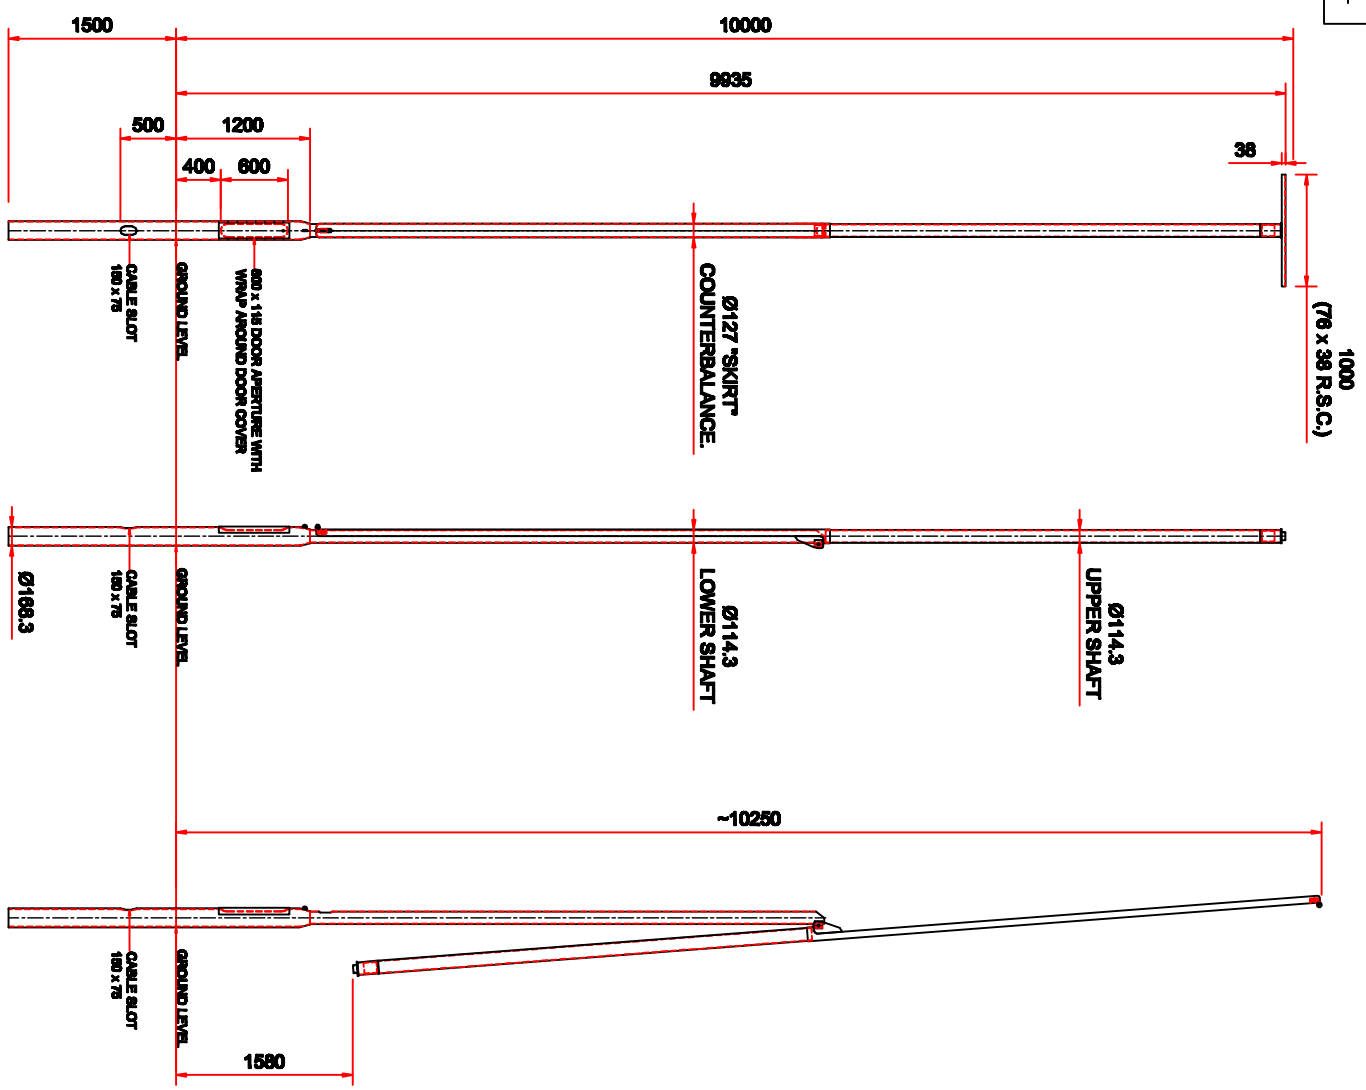 1500
10000
9935
500
1200
400
600
38
1000
(76 x 38 R.S.C.)
Ø127 "SKIRT"
COUNTERBALANCE.
600 x 115 DOOR APERTURE WITH
WRAP AROUND DOOR COVER
GROUND LEVEL
CABLE SLOT
150 x 75
Ø114.3
UPPER SHAFT
Ø114.3
LOWER SHAFT
GROUND LEVEL
CABLE SLOT
150 x 75
Ø168.3
~10250
GROUND LEVEL
CABLE SLOT
150 x 75
1580